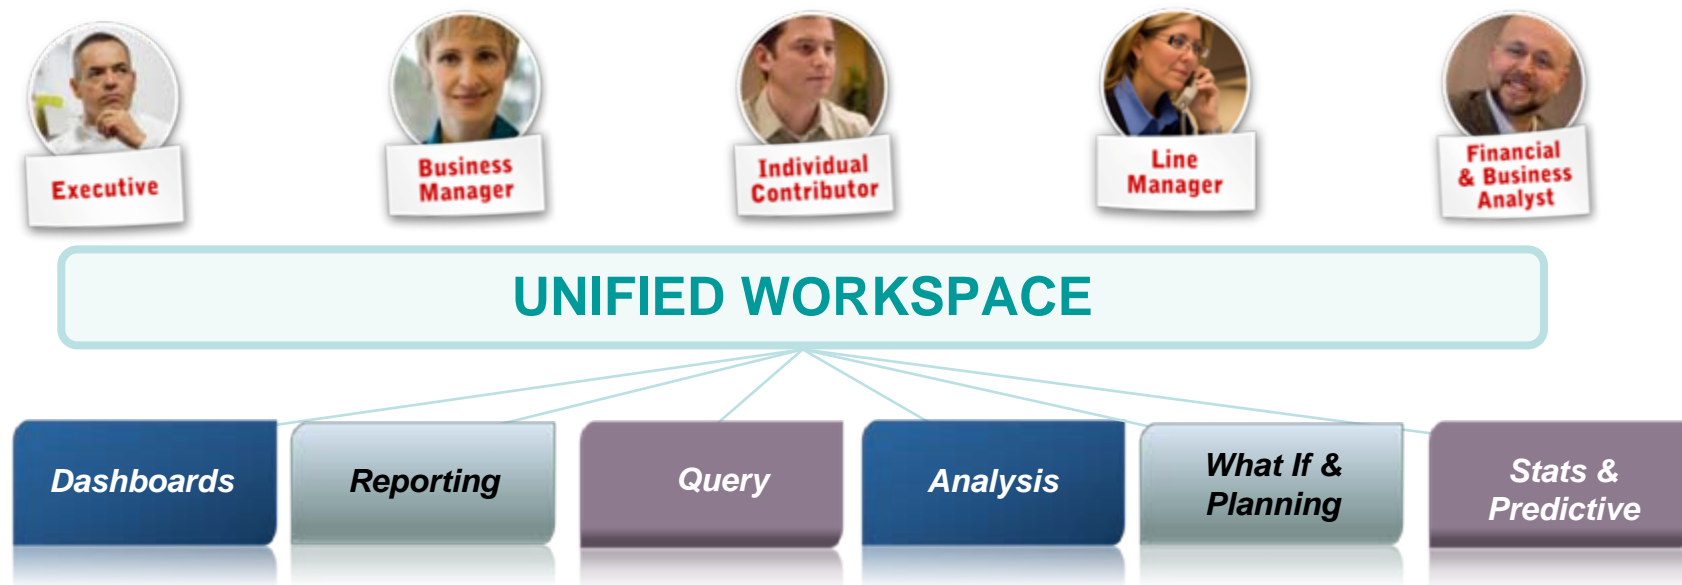 Executive
Business
Manager
Individual
Contributor
Line
Manager
Financial
& Business
Analyst
UNIFIED WORKSPACE
Dashboards
Reporting
Query
Analysis
What If &
Planning
Stats &
Predictive